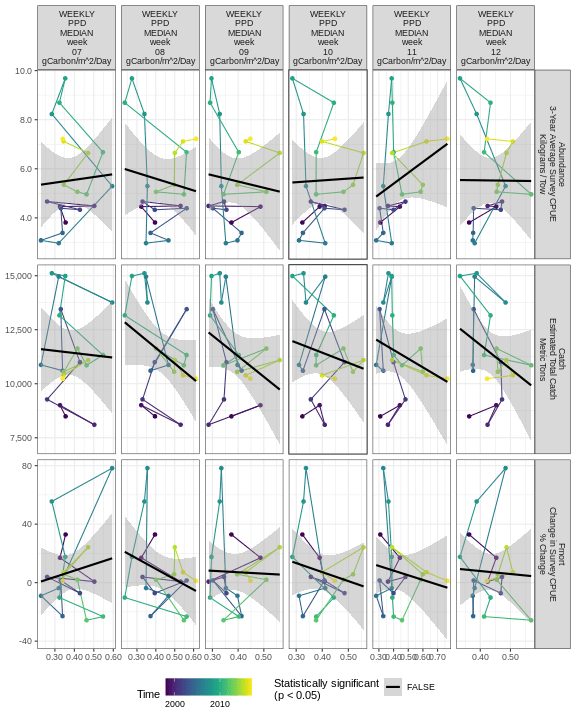 WEEKLY
PPD
MEDIAN
week
07
gCarbon/m^2/Day
WEEKLY
PPD
MEDIAN
week
08
gCarbon/m^2/Day
WEEKLY
PPD
MEDIAN
week
09
gCarbon/m^2/Day
WEEKLY
PPD
MEDIAN
week
10
gCarbon/m^2/Day
WEEKLY
PPD
MEDIAN
week
11
gCarbon/m^2/Day
WEEKLY
PPD
MEDIAN
week
12
gCarbon/m^2/Day
10.0
8.0
6.0
4.0
Abundance
3-Year Average Survey CPUE
Kilograms / Tow
15,000
12,500
10,000
7,500
Catch
Estimated Total Catch
Metric Tons
80
40
0
-40
Fmort
Change in Survey CPUE
% Change
0.30 0.40 0.50 0.60
0.30 0.40 0.50 0.60
0.30 0.40 0.50
0.30 0.40 0.50
0.30 0.40 0.50 0.60 0.70
0.40 0.50
Time
2000 2010
Statistically significant
(p < 0.05)
FALSE